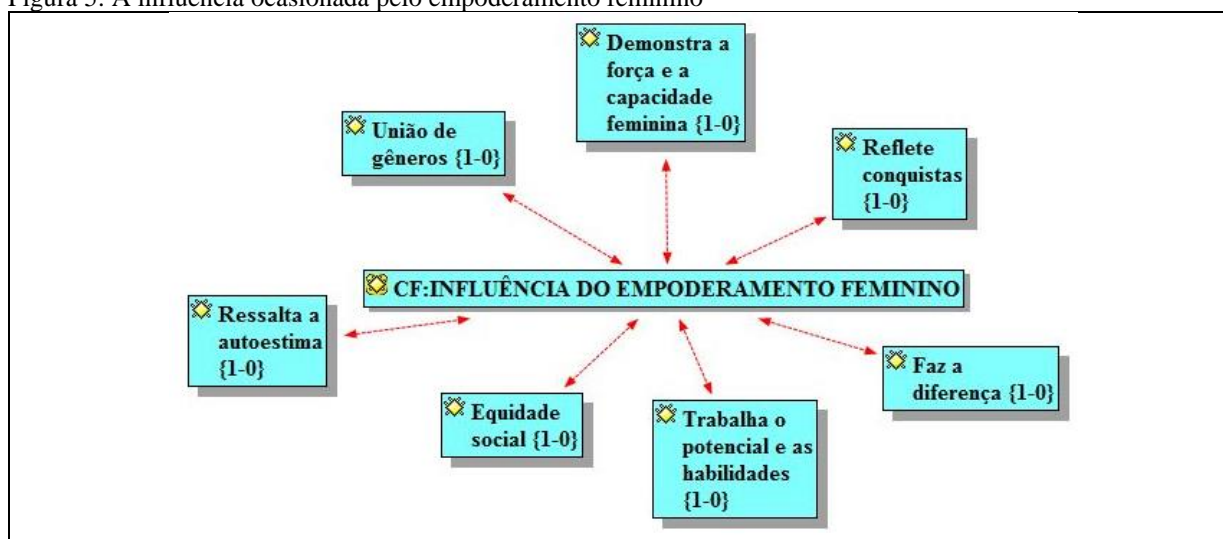 Figura 5: A influência ocasionada pelo empoderamento feminino
Demonstra a
força e a
capacidade
feminina {1-0}
União de
gêneros {1-0}
Reflete
conquistas
{1-0}
CF:INFLUÊNCIA DO EMPODERAMENTO FEMININO
Ressalta a
autoestima
{1-0}
Faz a
diferença {1-0}
Equidade
social {1-0}
Trabalha o
potencial e as
habilidades
{1-0}